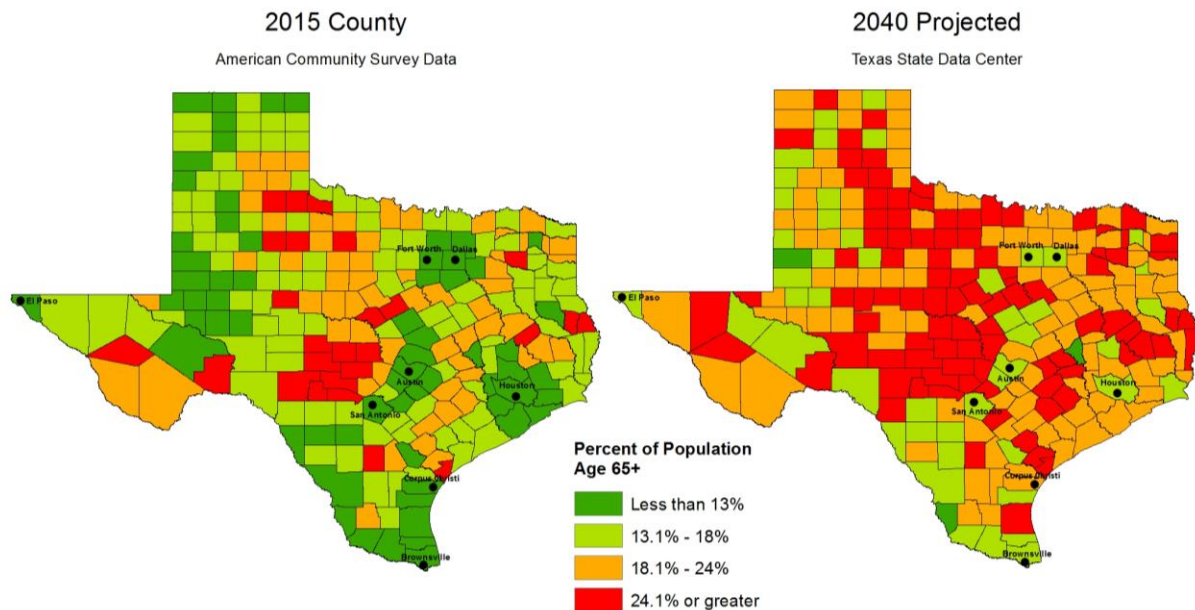 2015 County
American Community Survey Data
2040 Projected
Texas State Data Center
Fort Worth
Dallas
El Paso
Austin
Houston
San Antonio
Corpus Christi
Brownsville
Fort Worth
Dallas
El Paso
Austin
Houston
San Antonio
Corpus Christi
Brownsville
Percent of Population
Age 65+
Less than 13%
13.1% - 18%
18.1% - 24%
24.1% or greater